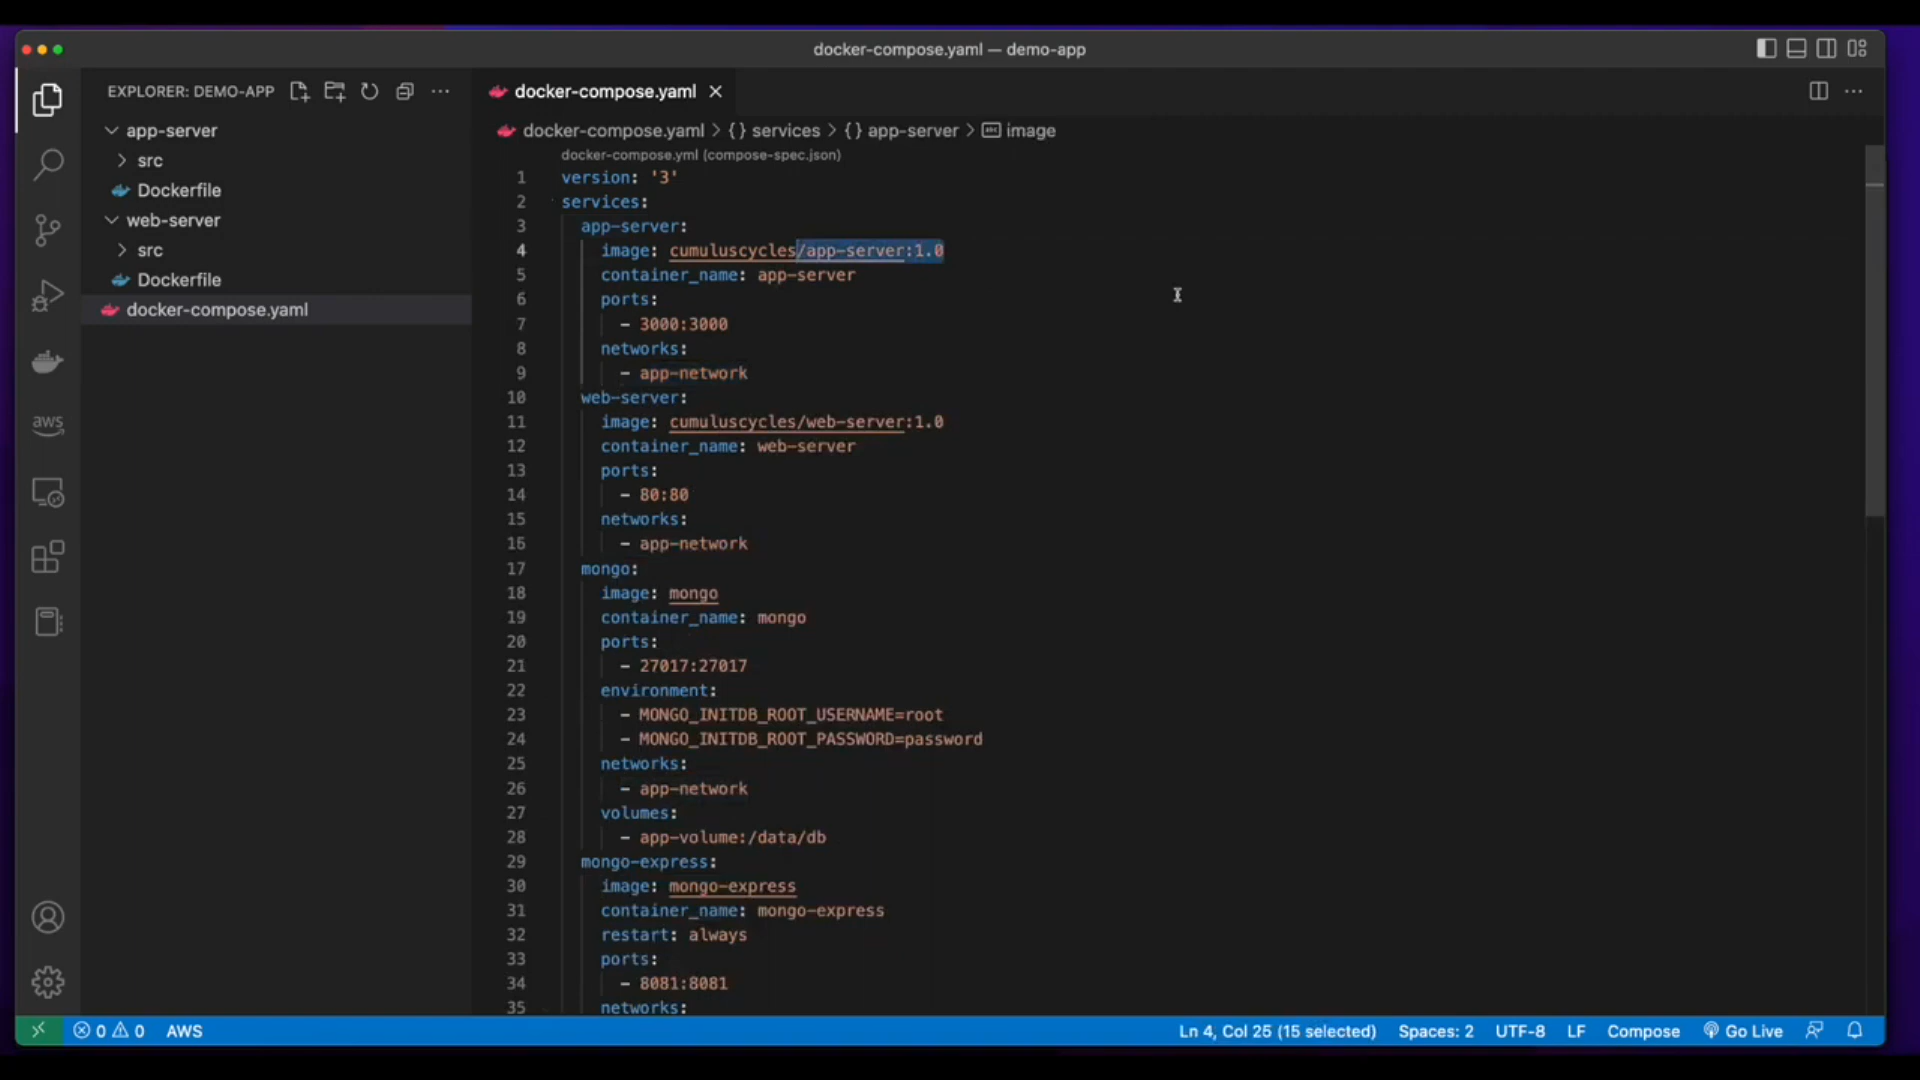 docker-compose.yaml — demo-app
EXPLORER: DEMO-APP
app-server
src
Dockerfile
web-server
src
Dockerfile
docker-compose.yaml
aws
docker-compose.yaml
docker-compose.yaml > {} services > {} app-server > image
docker-compose.yml (compose-spec.json)
1 version: '3'
2 services:
3 app-server:
4 image: cumuluscycles/app-server:1.0
5 container_name: app-server
6 ports:
7 - 3000:3000
8 networks:
9 - app-network
10 web-server:
11 image: cumuluscycles/web-server:1.0
12 container_name: web-server
13 ports:
14 - 80:80
15 networks:
16 - app-network
17 mongo:
18 image: mongo
19 container_name: mongo
20 ports:
21 - 27017:27017
22 environment:
23 - MONGO_INITDB_ROOT_USERNAME=root
24 - MONGO_INITDB_ROOT_PASSWORD=password
25 networks:
26 - app-network
27 volumes:
28 - app-volume:/data/db
29 mongo-express:
30 image: mongo-express
31 container_name: mongo-express
32 restart: always
33 ports:
34 - 8081:8081
35 networks:
0 0 AWS Ln 4, Col 25 (15 selected) Spaces: 2 UTF-8 LF Compose Go Live